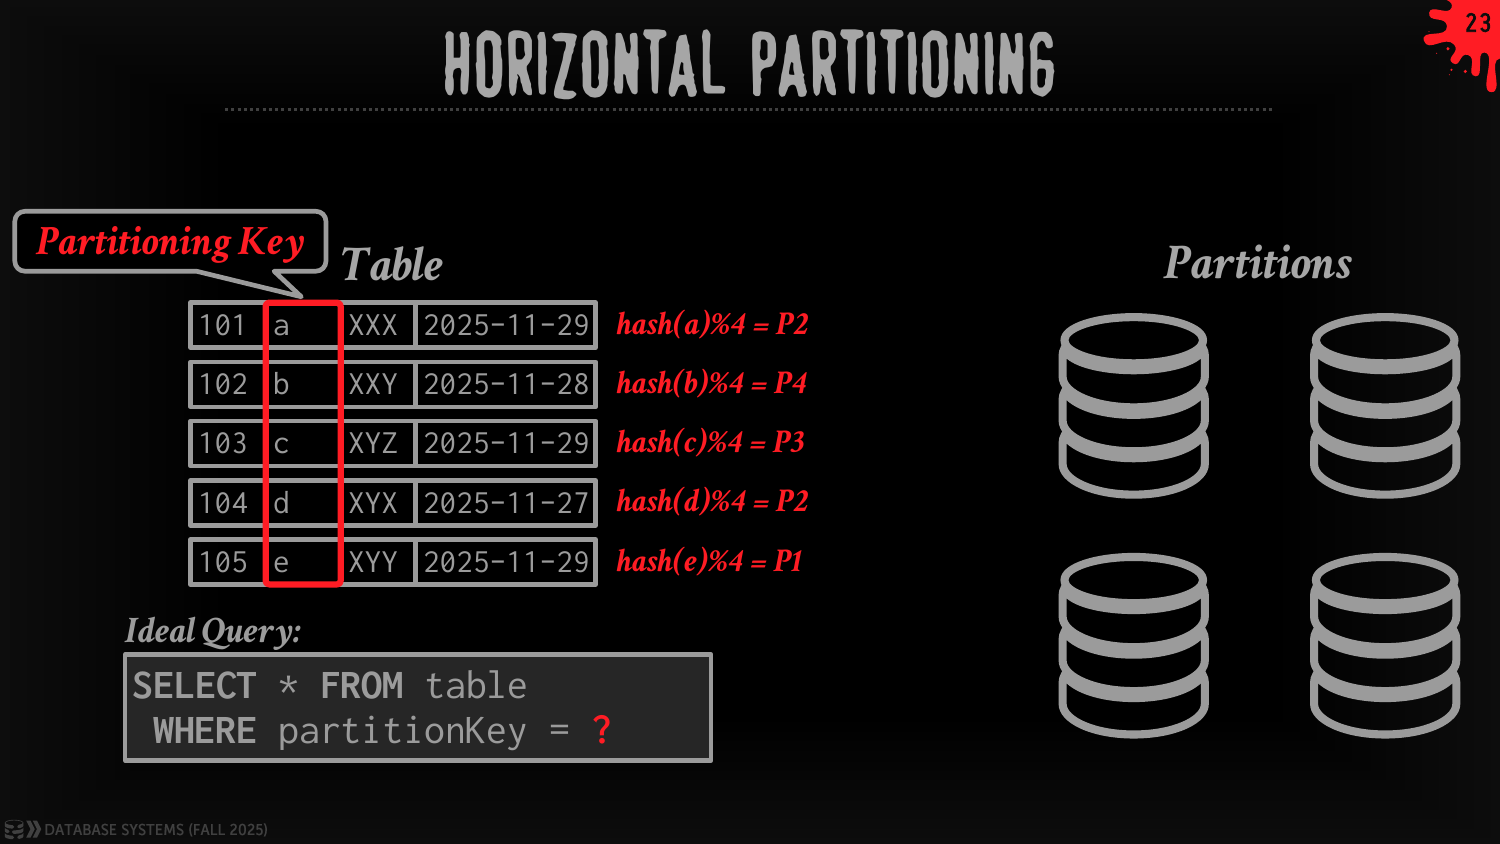 HORIZONTAL PARTITIONING
23
Partitioning Key
Table
Partitions
101 a XXX 2025-11-29 hash(a)%4 = P2
102 b XXY 2025-11-28 hash(b)%4 = P4
103 c XYZ 2025-11-29 hash(c)%4 = P3
104 d XYX 2025-11-27 hash(d)%4 = P2
105 e XYY 2025-11-29 hash(e)%4 = P1
Ideal Query:
SELECT * FROM table
WHERE partitionKey = ?
DATABASE SYSTEMS (FALL 2025)